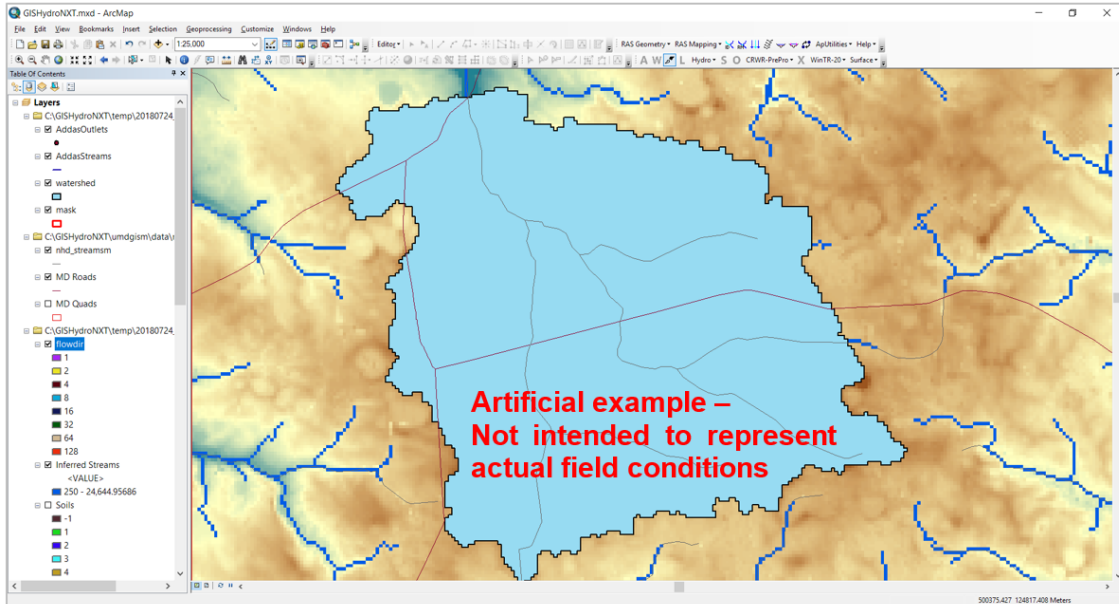 GISHydroNXT.mxd - ArcMap
File Edit View Bookmarks Insert Selection Geoprocessing Customize Windows Help
1:25,000
Editor
RAS Geometry RAS Mapping ApUtilities Help
A W L Hydro S O CRWR-PrePro X WinTR-20 Surface
Table Of Contents
Layers
C:\GISHydroNXT\temp\20180724_
AddasOutlets
AddasStreams
watershed
mask
C:\GISHydroNXT\umdgism\data\
nhd_streamsm
MD Roads
MD Quads
C:\GISHydroNXT\temp\20180724_
flowdir
1
2
4
8
16
32
64
128
Inferred Streams
<VALUE>
250 - 24,644.95686
Soils
-1
1
2
3
4
Artificial example –
Not intended to represent
actual field conditions
500375.427 124817.408 Meters